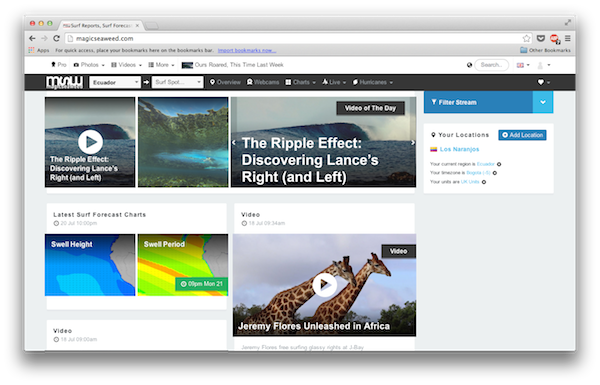 Surf Reports, Surf Forecast
magicseaweed.com
Apps For quick access, place your bookmarks here on the bookmarks bar. Import bookmarks now... Other Bookmarks
Pro Photos Videos More Ours Roared, This Time Last Week Search...
msw Ecuador Surf Spot... Overview Webcams Charts Live Hurricanes
Filter Stream
Video of The Day
The Ripple Effect:
Discovering Lance's
Right (and Left)
The Ripple Effect:
Discovering Lance's
Right (and Left)
Your Locations Add Location
Los Naranjos
Your current region is Ecuador
Your timezone is Bogota (-5)
Your units are UK Units
Latest Surf Forecast Charts
20 Jul 10:00pm
Swell Height
Swell Period
09pm Mon 21
Video
18 Jul 09:34am
Video
Jeremy Flores Unleashed in Africa
Jeremy Flores free surfing glassy rights at J-Bay
Video
18 Jul 09:00am